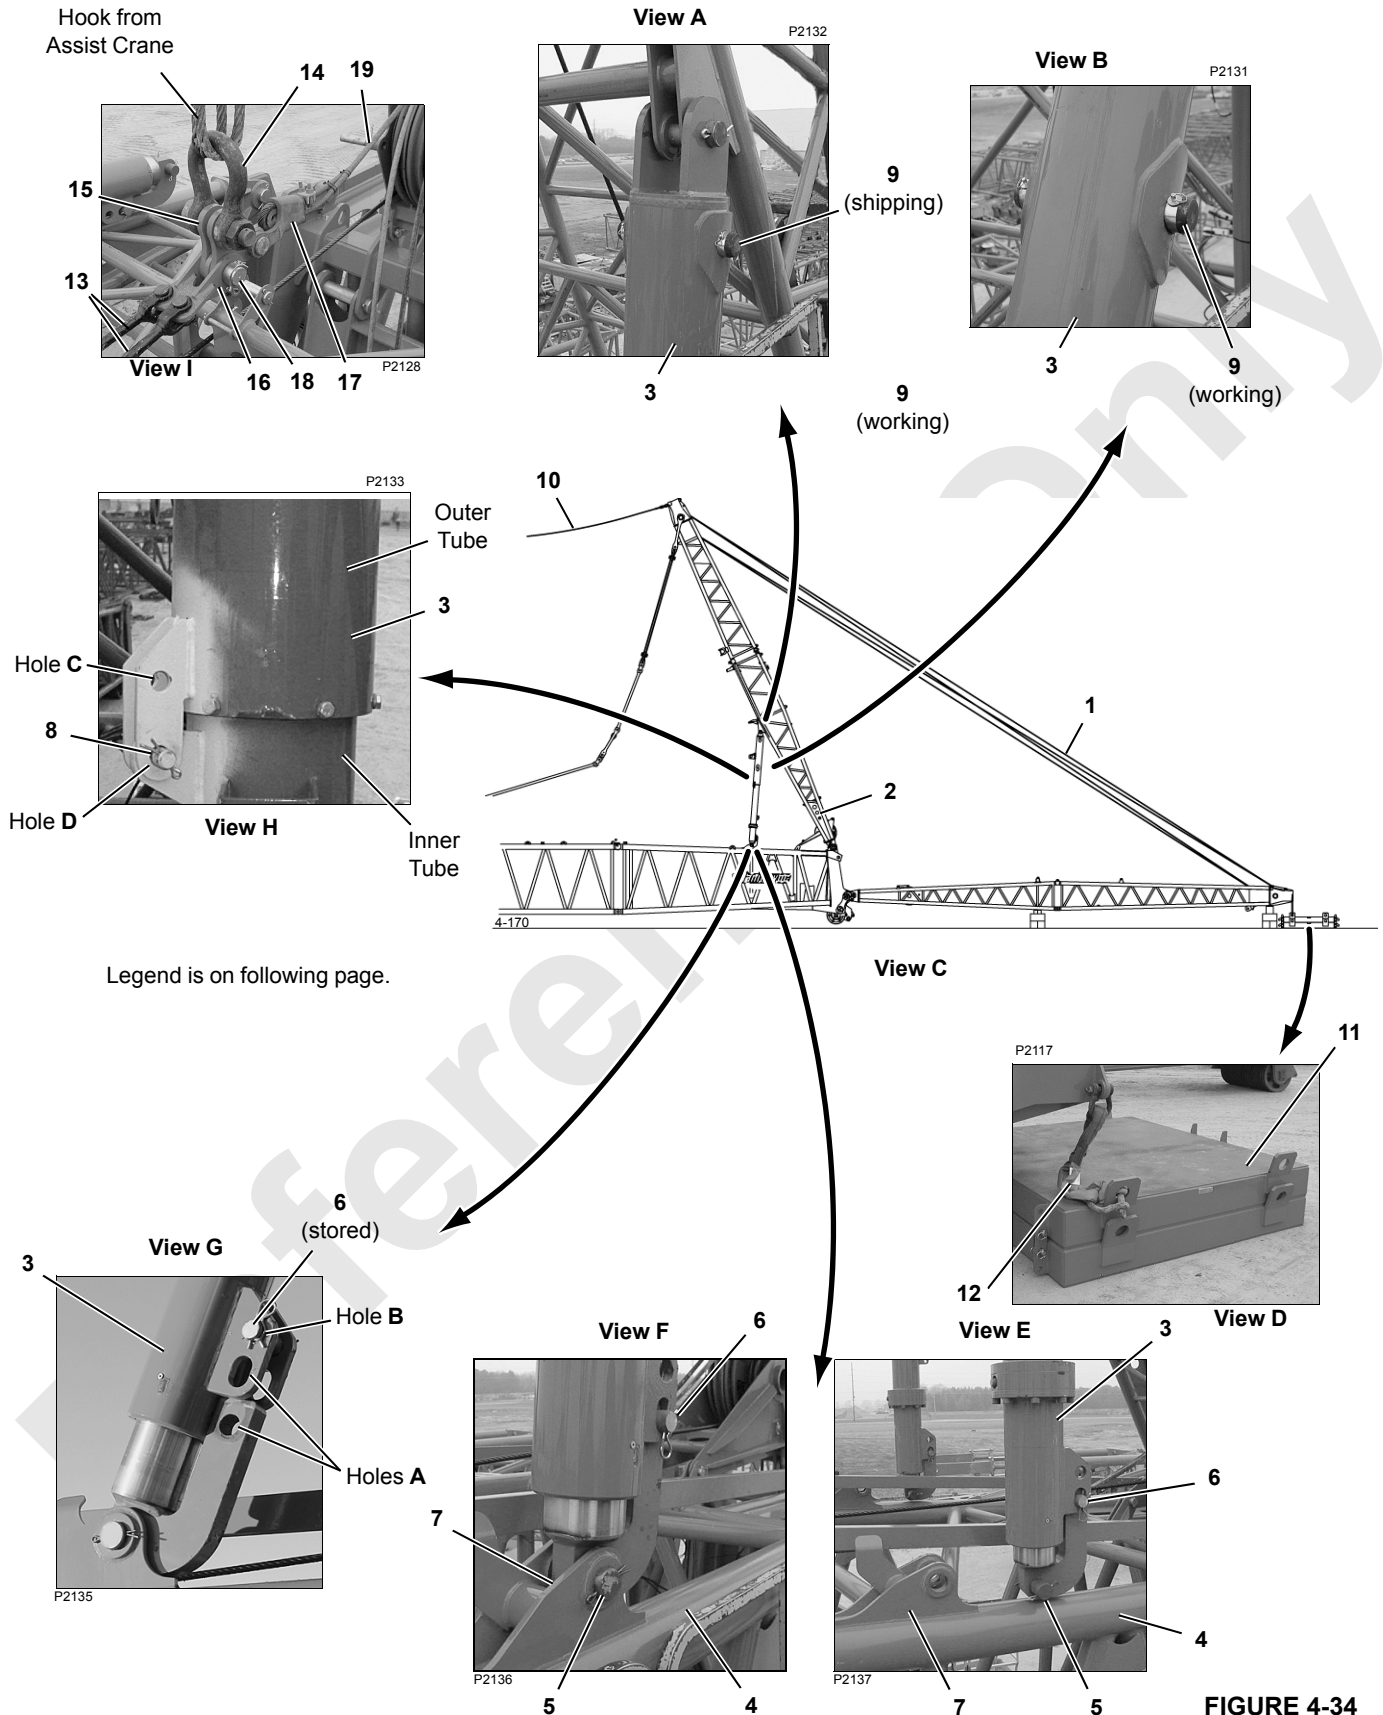 Hook from
Assist Crane
14
19
15
13
View I
P2128
16
18
17
View A
P2132
9
(shipping)
3
View B
P2131
3
9
(working)
9
(working)
P2133
Outer
Tube
3
Hole C
8
Hole D
View H
Inner
Tube
10
1
2
4-170
View C
Legend is on following page.
P2117
11
12
View D
6
(stored)
View G
3
Hole B
Holes A
P2135
View F
6
7
P2136
5
4
View E
3
6
4
P2137
7
5
FIGURE 4-34